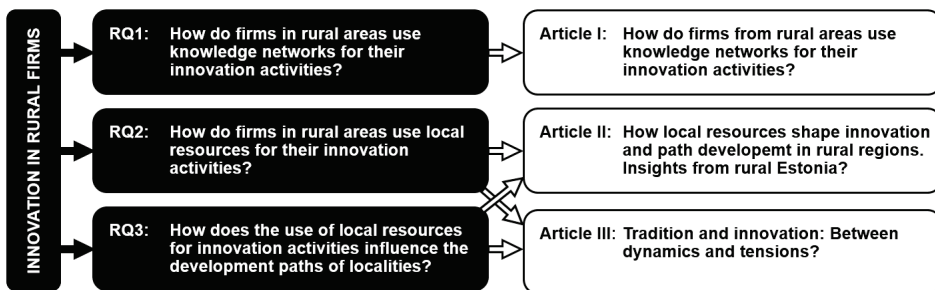 INNOVATION IN RURAL FIRMS
RQ1: How do firms in rural areas use
knowledge networks for their
innovation activities?
Article I: How do firms from rural areas use
knowledge networks for their
innovation activities?
RQ2: How do firms in rural areas use local
resources for their innovation
activities?
Article II: How local resources shape innovation
and path developemt in rural regions.
Insights from rural Estonia?
RQ3: How does the use of local resources
for innovation activities influence the
development paths of localities?
Article III: Tradition and innovation: Between
dynamics and tensions?